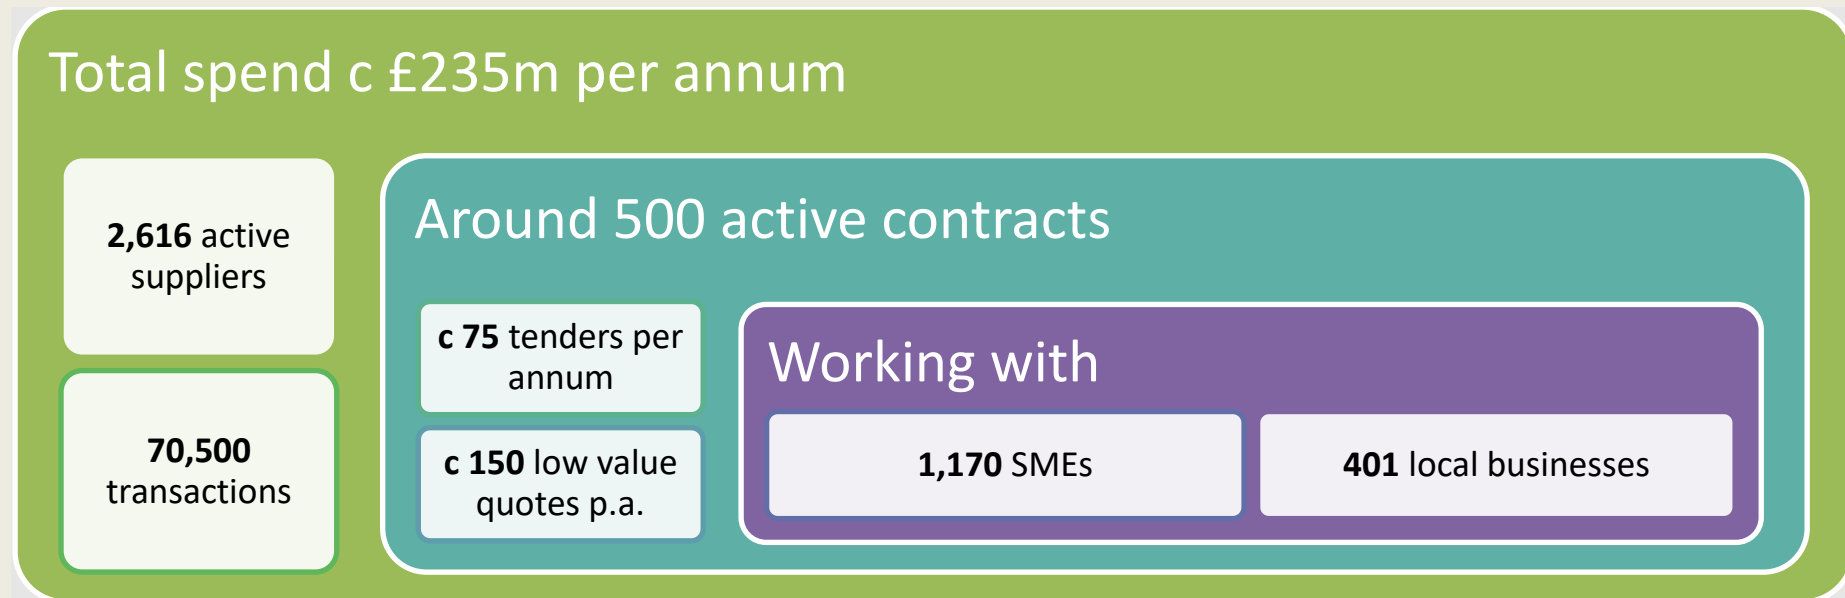 Total spend c £235m per annum
2,616 active
suppliers
70,500
transactions
Around 500 active contracts
c 75 tenders per
annum
c 150 low value
quotes p.a.
Working with
1,170 SMEs
401 local businesses